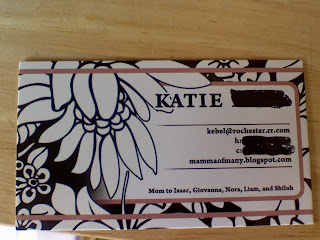 KATIE
kebel@rochester.rr.com
h:
c
mammaofmany.blogspot.com
Mom to Isaac, Giovanna, Nora, Liam, and Shiloh